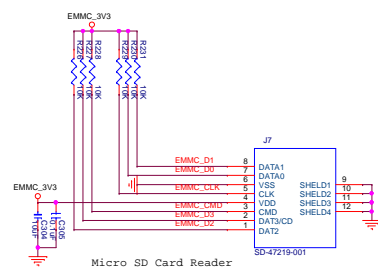 EMMC_3V3
R226
R227
R228
R229
R230
R231
10K
10K
10K
10K
10K
10K
J7
EMMC_D1 8 DATA1
EMMC_D0 7 DATA0
6 VSS SHELD1 9
EMMC_CLK 5 CLK SHELD2 10
4 VDD SHELD3 11
EMMC_CMD 3 CMD SHELD4 12
EMMC_D3 2 DAT3/CD
EMMC_D2 1 DAT2
SD-47219-001
EMMC_3V3
C304
10uF
C305
0.1uF
Micro SD Card Reader